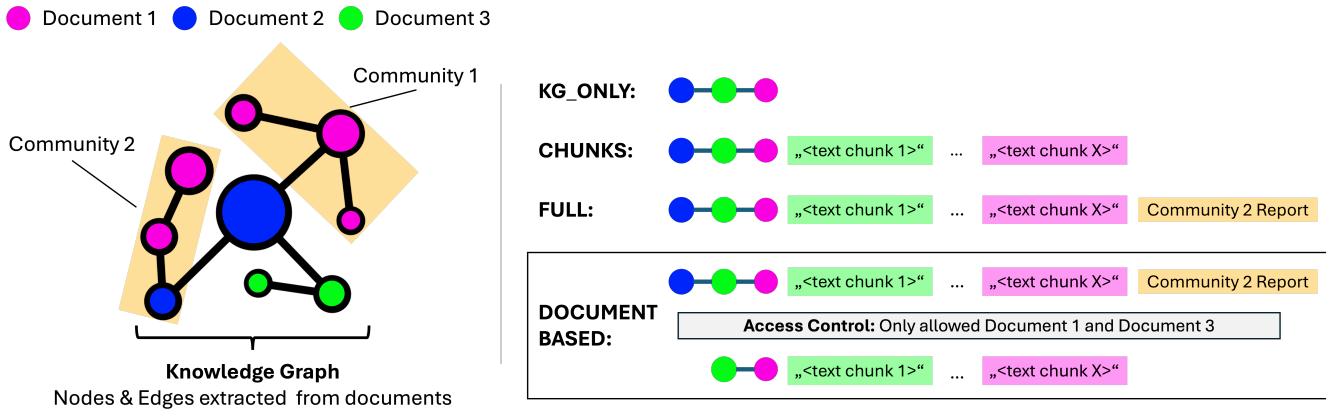 Document 1 Document 2 Document 3
Community 1
Community 2
Knowledge Graph
Nodes & Edges extracted from documents
KG_ONLY:
CHUNKS: „<text chunk 1>“ ... „<text chunk X>“
FULL: „<text chunk 1>“ ... „<text chunk X>“ Community 2 Report
DOCUMENT
BASED:
„<text chunk 1>“ ... „<text chunk X>“ Community 2 Report
Access Control: Only allowed Document 1 and Document 3
„<text chunk 1>“ ... „<text chunk X>“